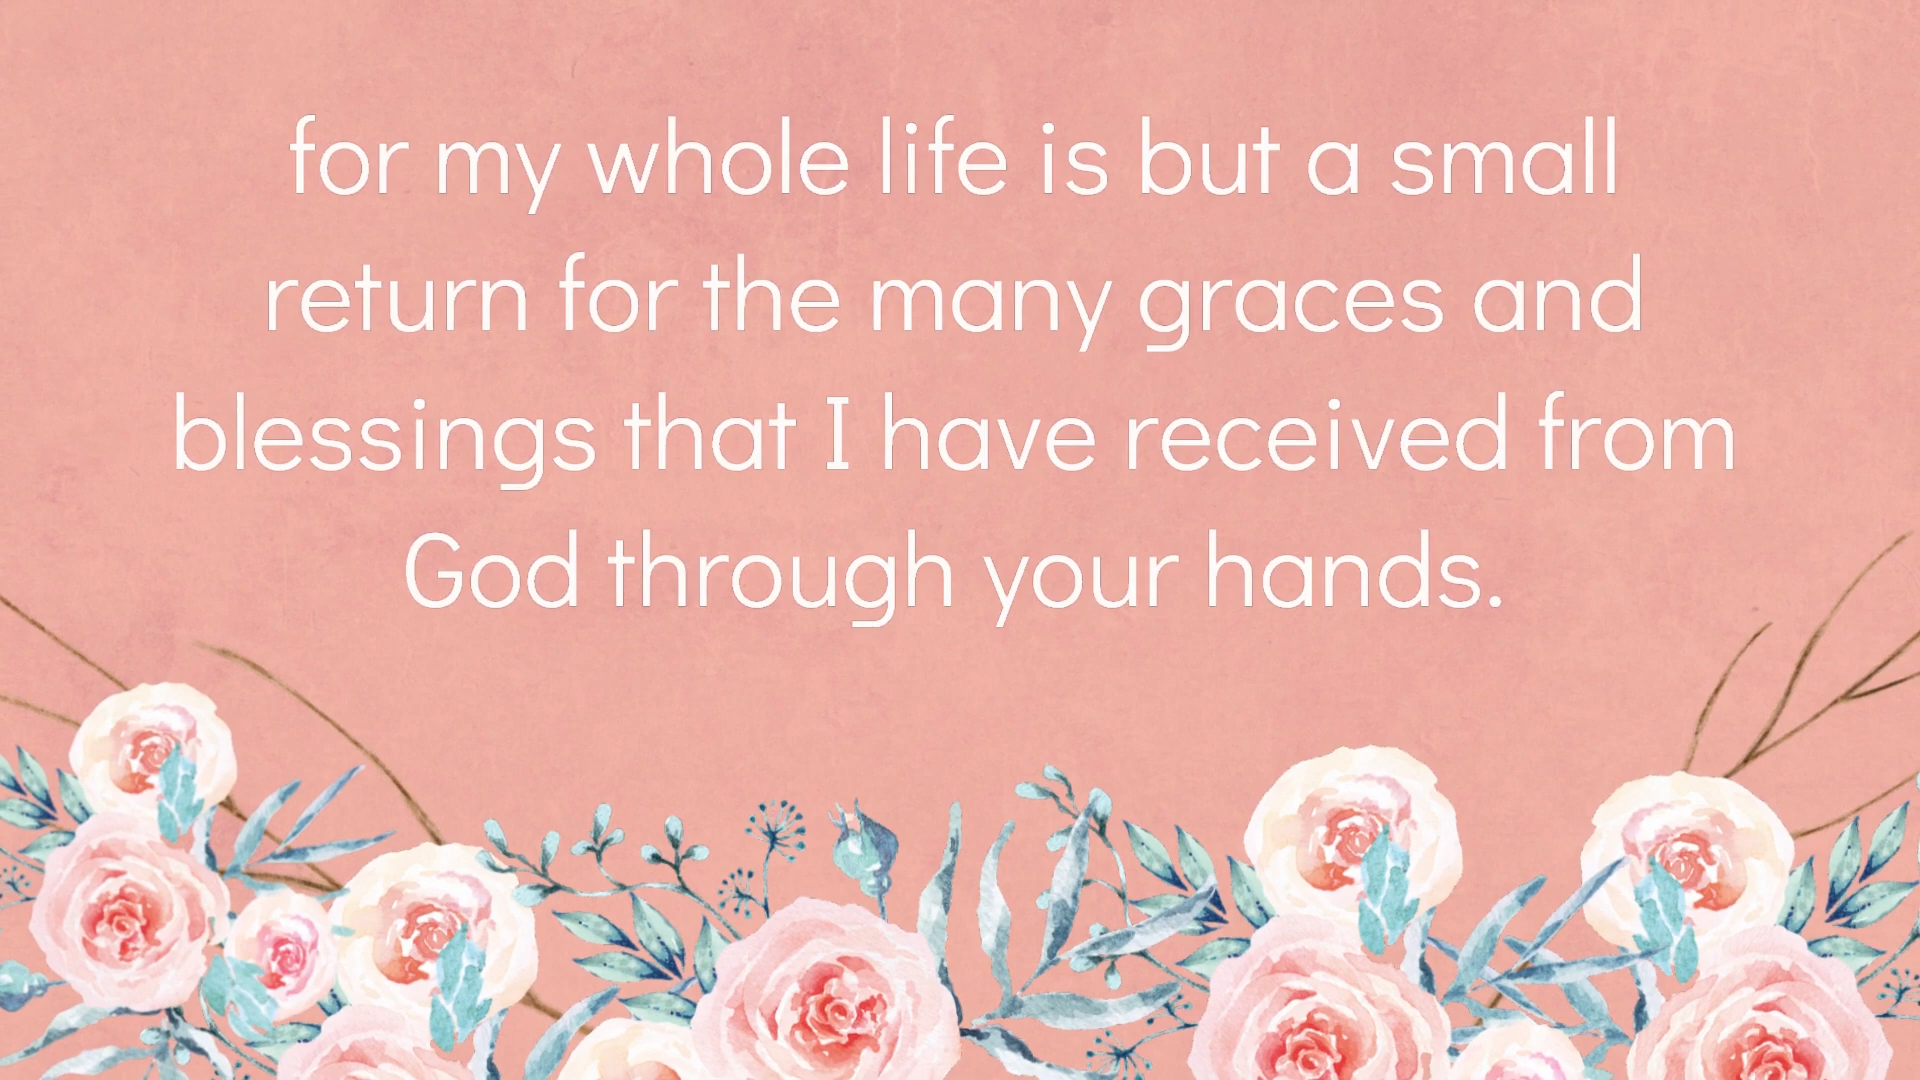 for my whole life is but a small
return for the many graces and
blessings that I have received from
God through your hands.